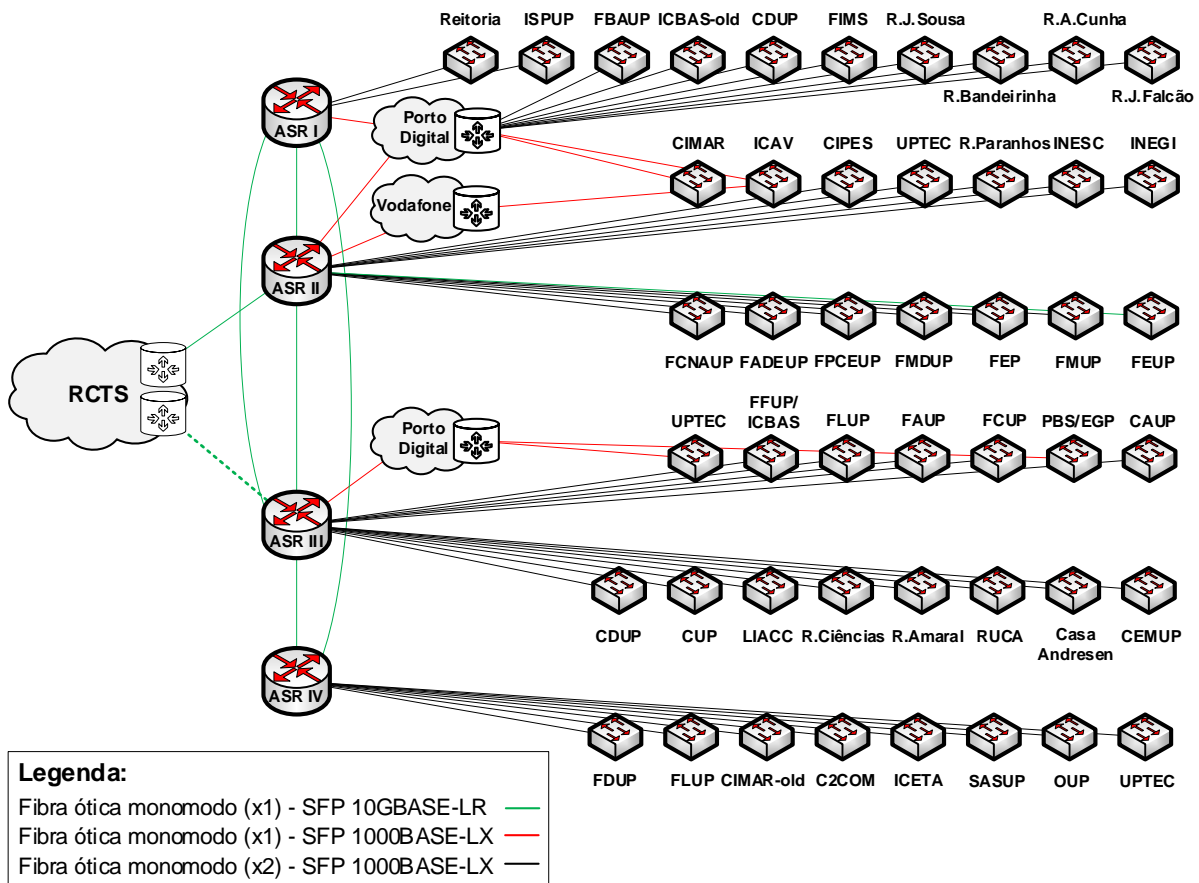 Reitoria
ISPUP
FBAUP
ICBAS-old
CDUP
FIMS
R.J.Sousa
R.A.Cunha
R.Bandeirinha
R.J.Falcão
ASR I
Porto
Digital
CIMAR
ICAV
CIPES
UPTEC
R.Paranhos
INESC
INEGI
Vodafone
ASR II
FCNAUP
FADEUP
FPCEUP
FMDUP
FEP
FMUP
FEUP
RCTS
Porto
Digital
UPTEC
FFUP/
ICBAS
FLUP
FAUP
FCUP
PBS/EGP
CAUP
ASR III
CDUP
CUP
LIACC
R.Ciências
R.Amaral
RUCA
Casa
Andresen
CEMUP
ASR IV
FDUP
FLUP
CIMAR-old
C2COM
ICETA
SASUP
OUP
UPTEC
Legenda:
Fibra ótica monomodo (x1) - SFP 10GBASE-LR
Fibra ótica monomodo (x1) - SFP 1000BASE-LX
Fibra ótica monomodo (x2) - SFP 1000BASE-LX